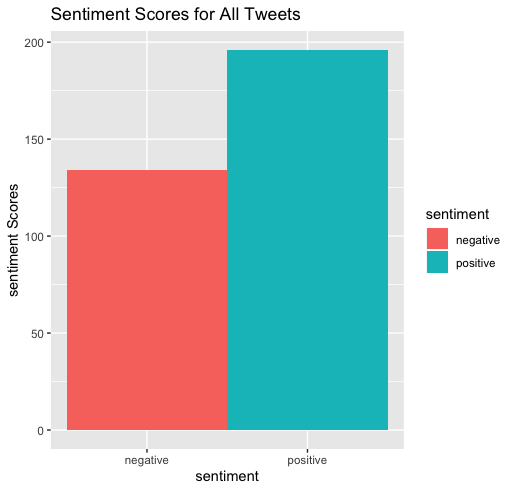 Sentiment Scores for All Tweets
200
150
100
50
0
sentiment Scores
negative
positive
sentiment
sentiment
negative
positive